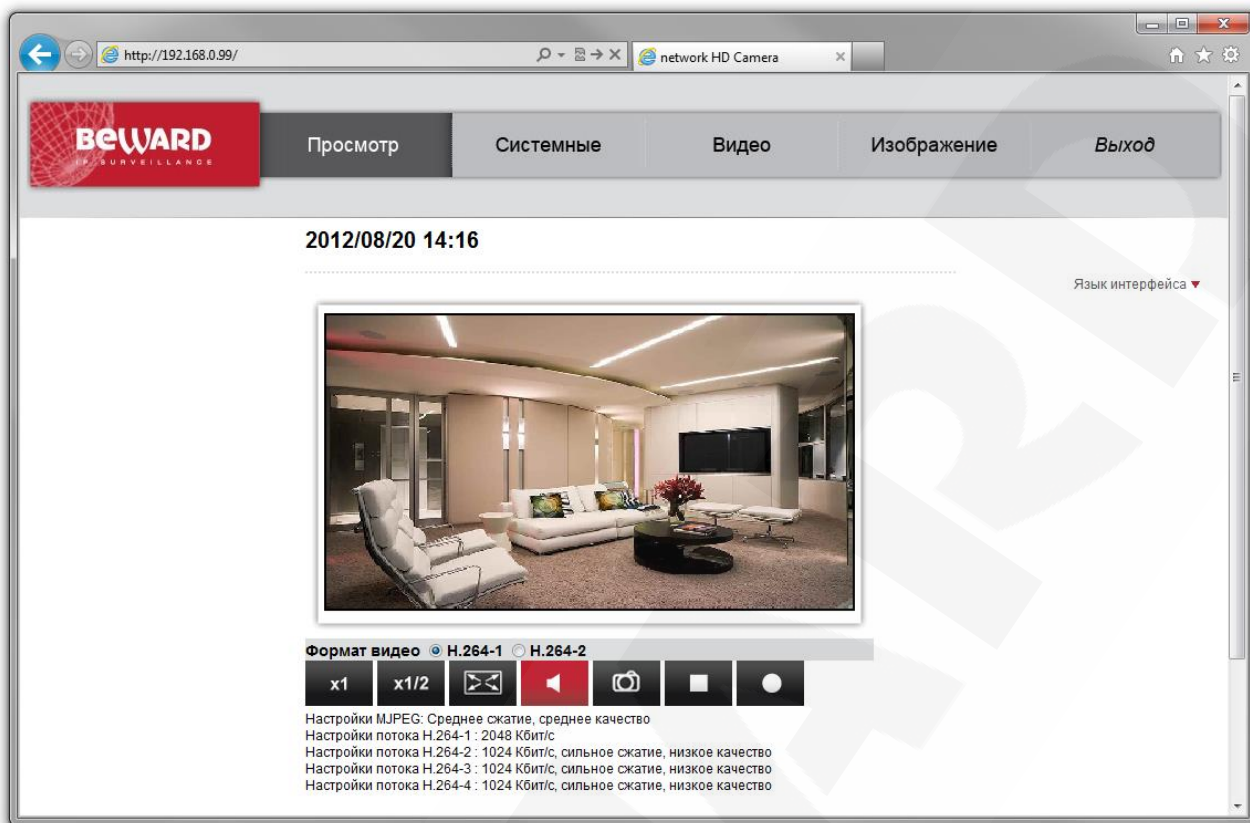 http://192.168.0.99/
network HD Camera
BEWARD
IP SURVEILLANCE
Просмотр
Системные
Видео
Изображение
Выход
2012/08/20 14:16
Язык интерфейса
Формат видео H.264-1 H.264-2
x1 x1/2
Настройки MJPEG: Среднее сжатие, среднее качество
Настройки потока H.264-1 : 2048 Кбит/с
Настройки потока H.264-2 : 1024 Кбит/с, сильное сжатие, низкое качество
Настройки потока H.264-3 : 1024 Кбит/с, сильное сжатие, низкое качество
Настройки потока H.264-4 : 1024 Кбит/с, сильное сжатие, низкое качество